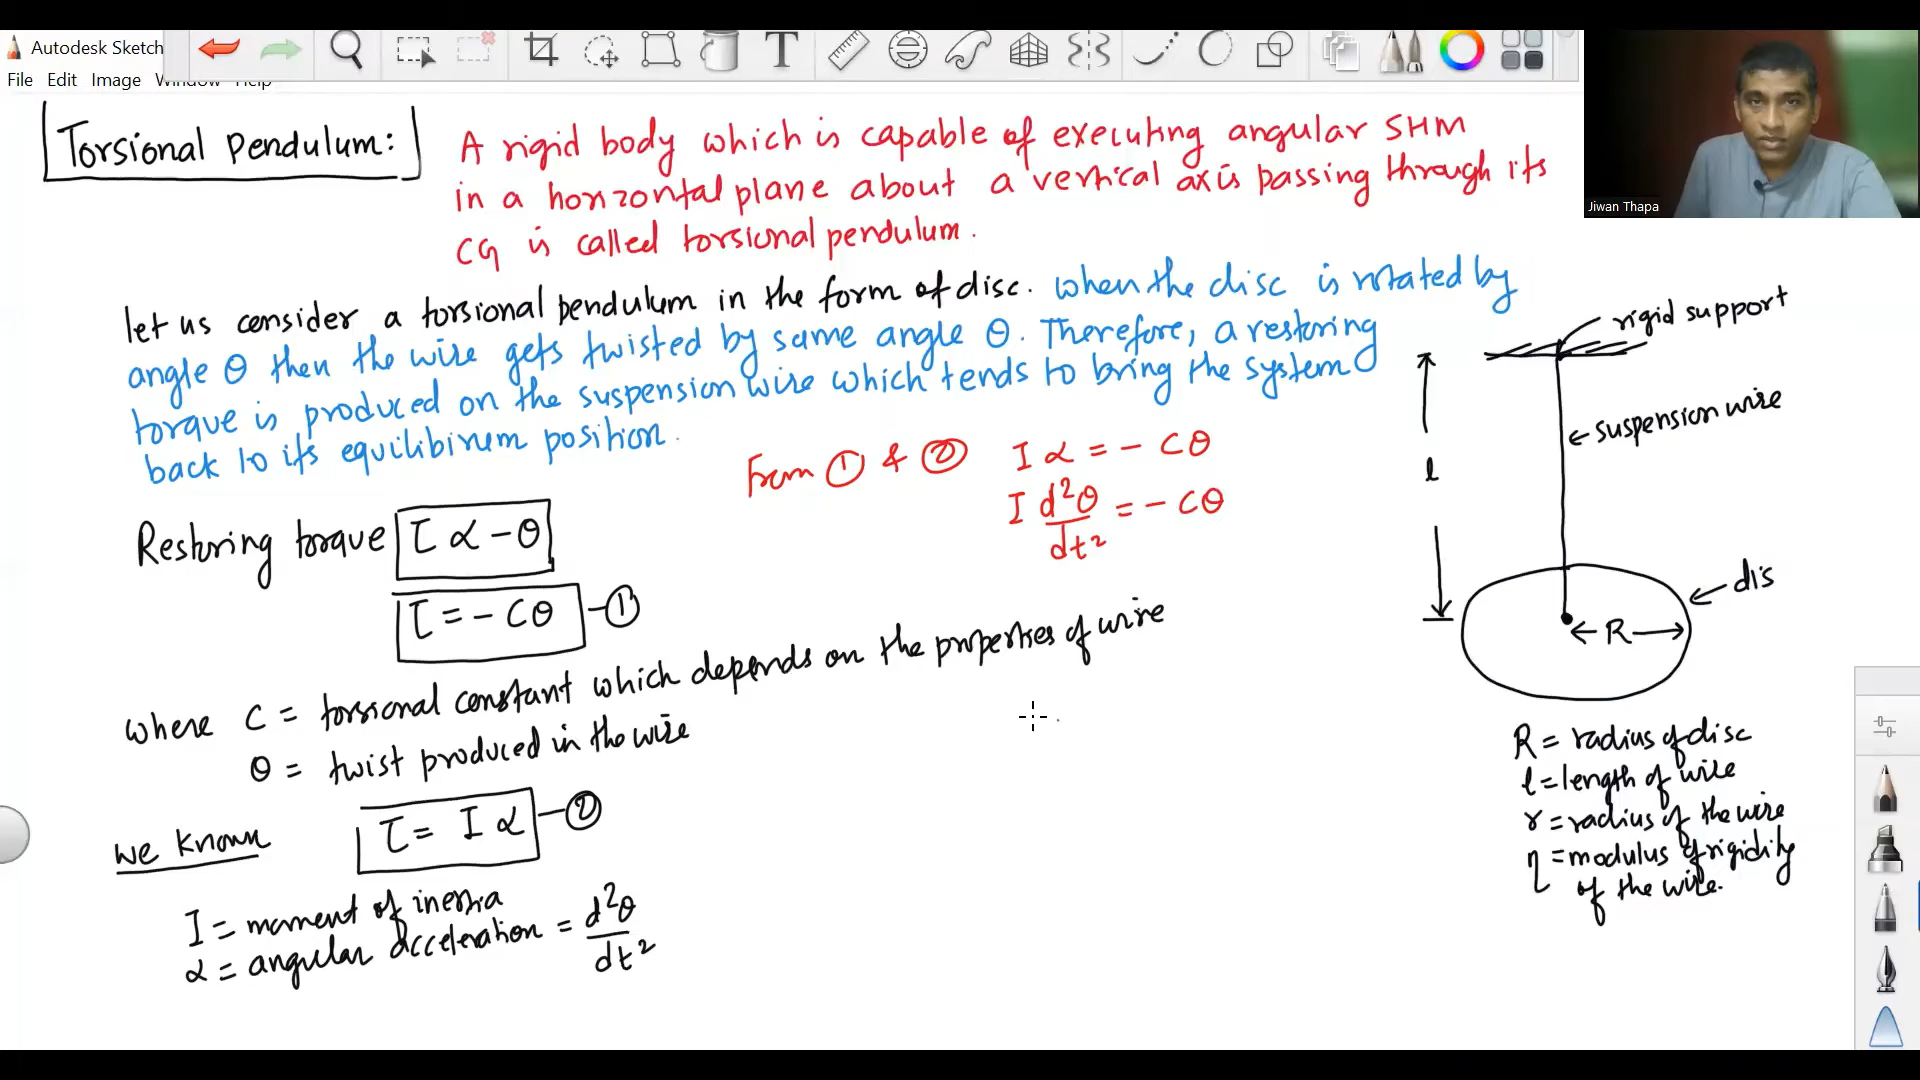 Autodesk Sketch
File Edit Image Window Help
Jiwan Thapa
Torsional Pendulum:
A rigid body which is capable of executing angular SHM
in a horizontal plane about a vertical axis passing through its
CG is called torsional pendulum.
let us consider a torsional pendulum in the form of disc. when the disc is rotated by
angle θ then the wire gets twisted by same angle θ. Therefore, a restoring
torque is produced on the suspension wire which tends to bring the system
back to its equilibirum position.
From ① & ② I α = - Cθ
I d²θ/dt² = - Cθ
Restoring torque τ α - θ
τ = - Cθ - ①
where C = torsional constant which depends on the properties of wire
θ = twist produced in the wire
we known τ = I α - ②
I = moment of inertia
α = angular acceleration = d²θ/dt²
rigid support
suspension wire
l
dis
R
R = radius of disc
l = length of wire
r = radius of the wire
η = modulus of rigidity
of the wire.